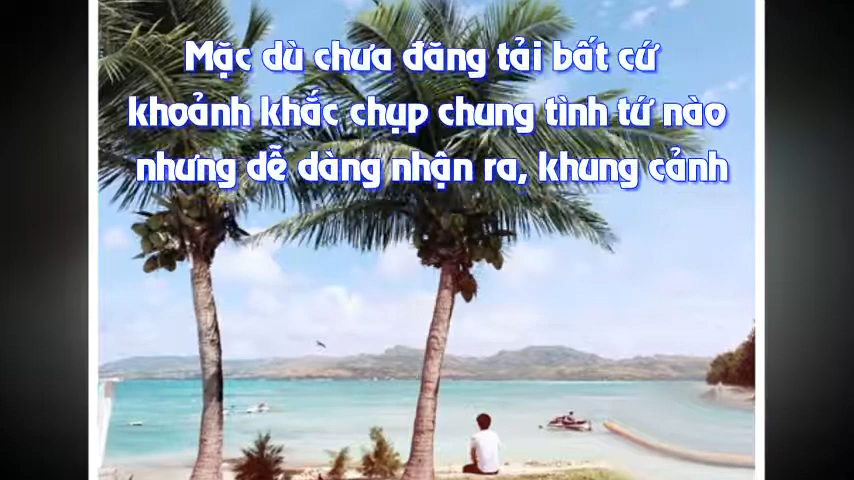 Mặc dù chưa đăng tải bất cứ
khoảnh khắc chụp chung tình tứ nào
nhưng dễ dàng nhận ra, khung cảnh